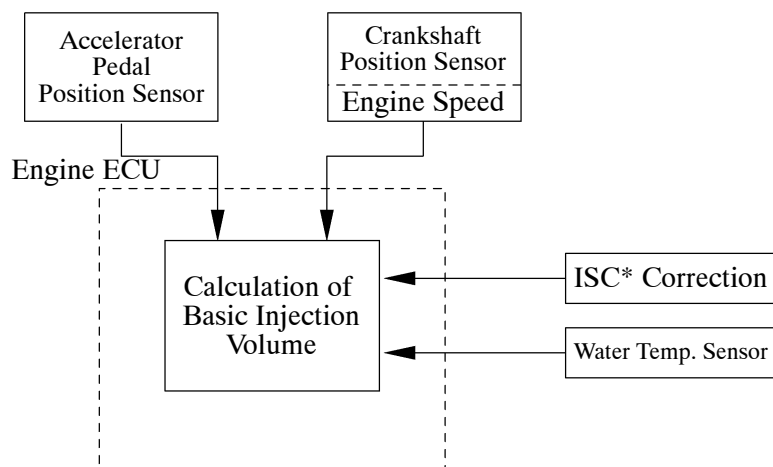 Accelerator
Pedal
Position Sensor
Crankshaft
Position Sensor
Engine Speed
Engine ECU
Calculation of
Basic Injection
Volume
ISC* Correction
Water Temp. Sensor